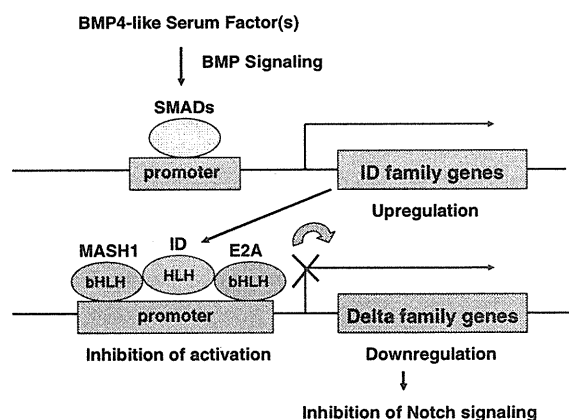 BMP4-like Serum Factor(s)
BMP Signaling
SMADs
promoter
ID family genes
Upregulation
MASH1
ID
E2A
bHLH
HLH
bHLH
promoter
Delta family genes
Inhibition of activation
Downregulation
Inhibition of Notch signaling